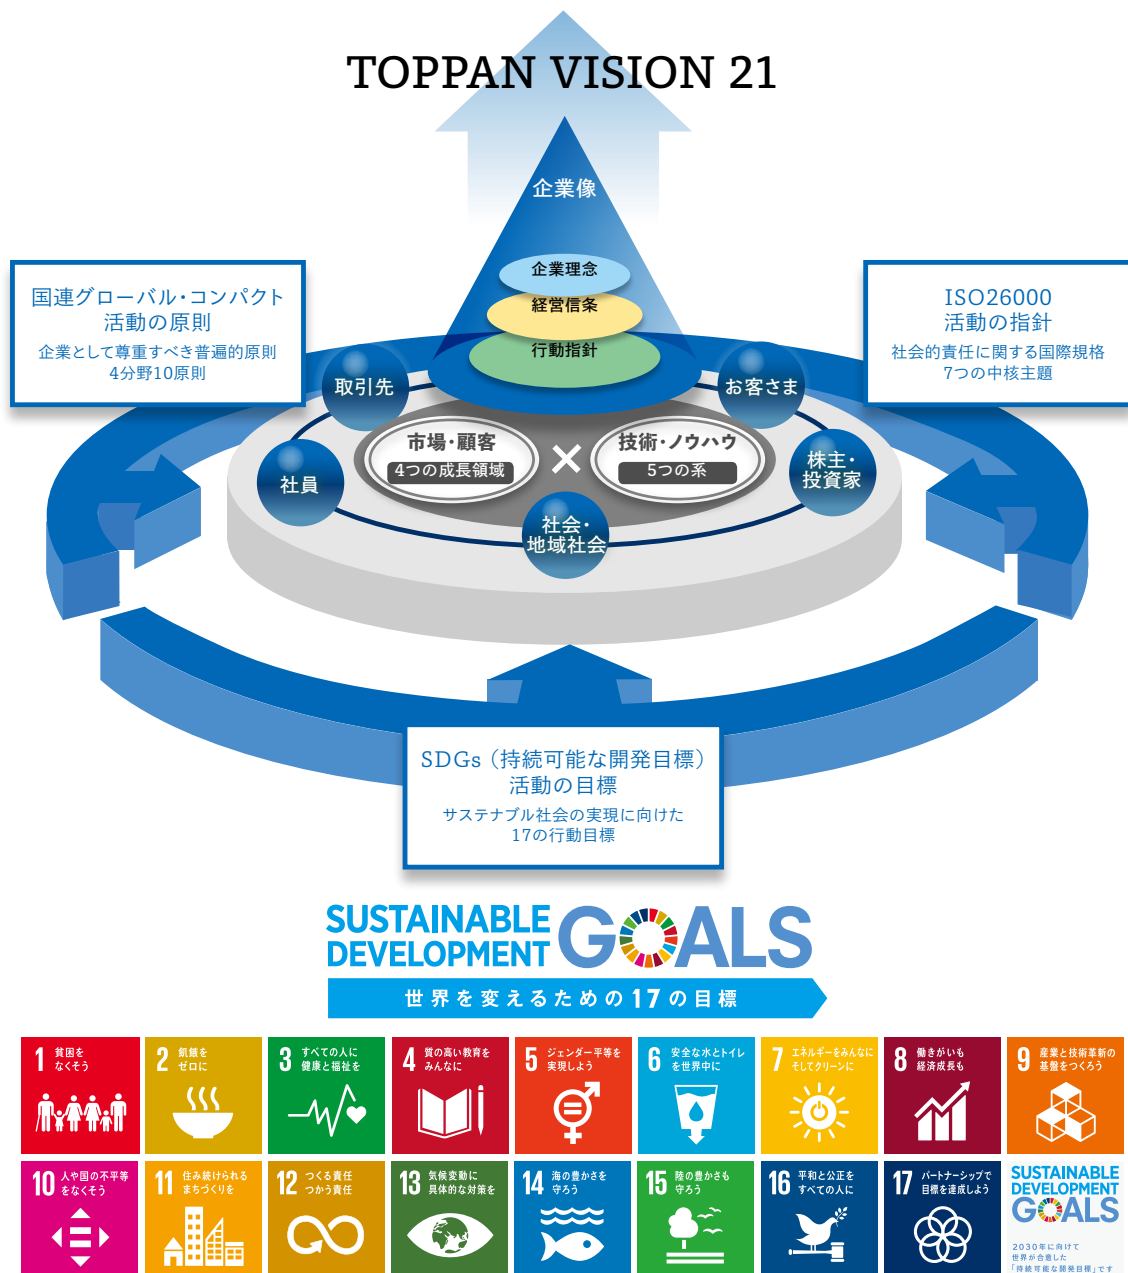 TOPPAN VISION 21
企業像
企業理念
経営信条
行動指針
国連グローバル・コンパクト
活動の原則
企業として尊重すべき普遍的原則
4分野10原則
ISO26000
活動の指針
社会的責任に関する国際規格
7つの中核主題
取引先
お客さま
市場・顧客
4つの成長領域
×
技術・ノウハウ
5つの系
社員
株主・
投資家
社会・
地域社会
SDGs（持続可能な開発目標）
活動の目標
サステナブル社会の実現に向けた
17の行動目標
SUSTAINABLE
DEVELOPMENT
GOALS
世界を変えるための17の目標
1 貧困を
なくそう
2 飢餓を
ゼロに
3 すべての人に
健康と福祉を
4 質の高い教育を
みんなに
5 ジェンダー平等を
実現しよう
6 安全な水とトイレ
を世界中に
7 エネルギーをみんなに
そしてクリーンに
8 働きがいも
経済成長も
9 産業と技術革新の
基盤をつくろう
10 人や国の不平等
をなくそう
11 住み続けられる
まちづくりを
12 つくる責任
つかう責任
13 気候変動に
具体的な対策を
14 海の豊かさを
守ろう
15 陸の豊かさも
守ろう
16 平和と公正を
すべての人に
17 パートナーシップで
目標を達成しよう
SUSTAINABLE
DEVELOPMENT
GOALS
2030年に向けて
世界が合意した
「持続可能な開発目標」です